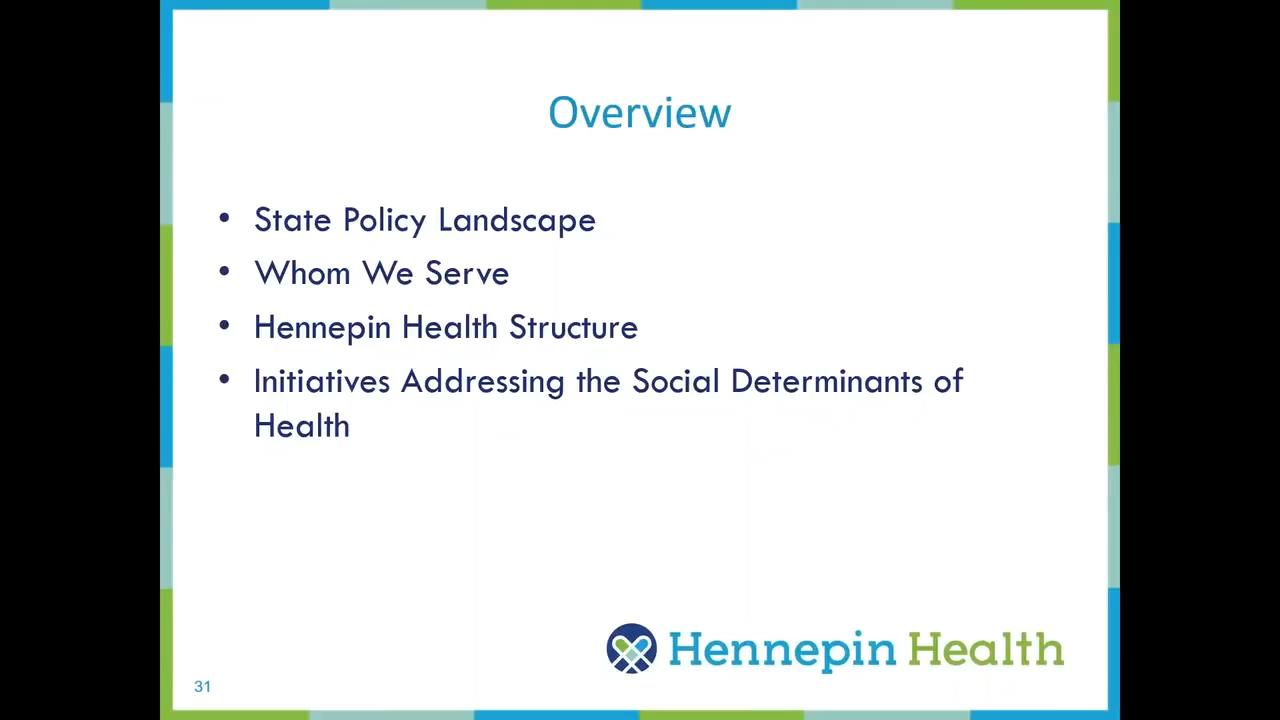 Overview
• State Policy Landscape
• Whom We Serve
• Hennepin Health Structure
• Initiatives Addressing the Social Determinants of
Health
Hennepin Health
31